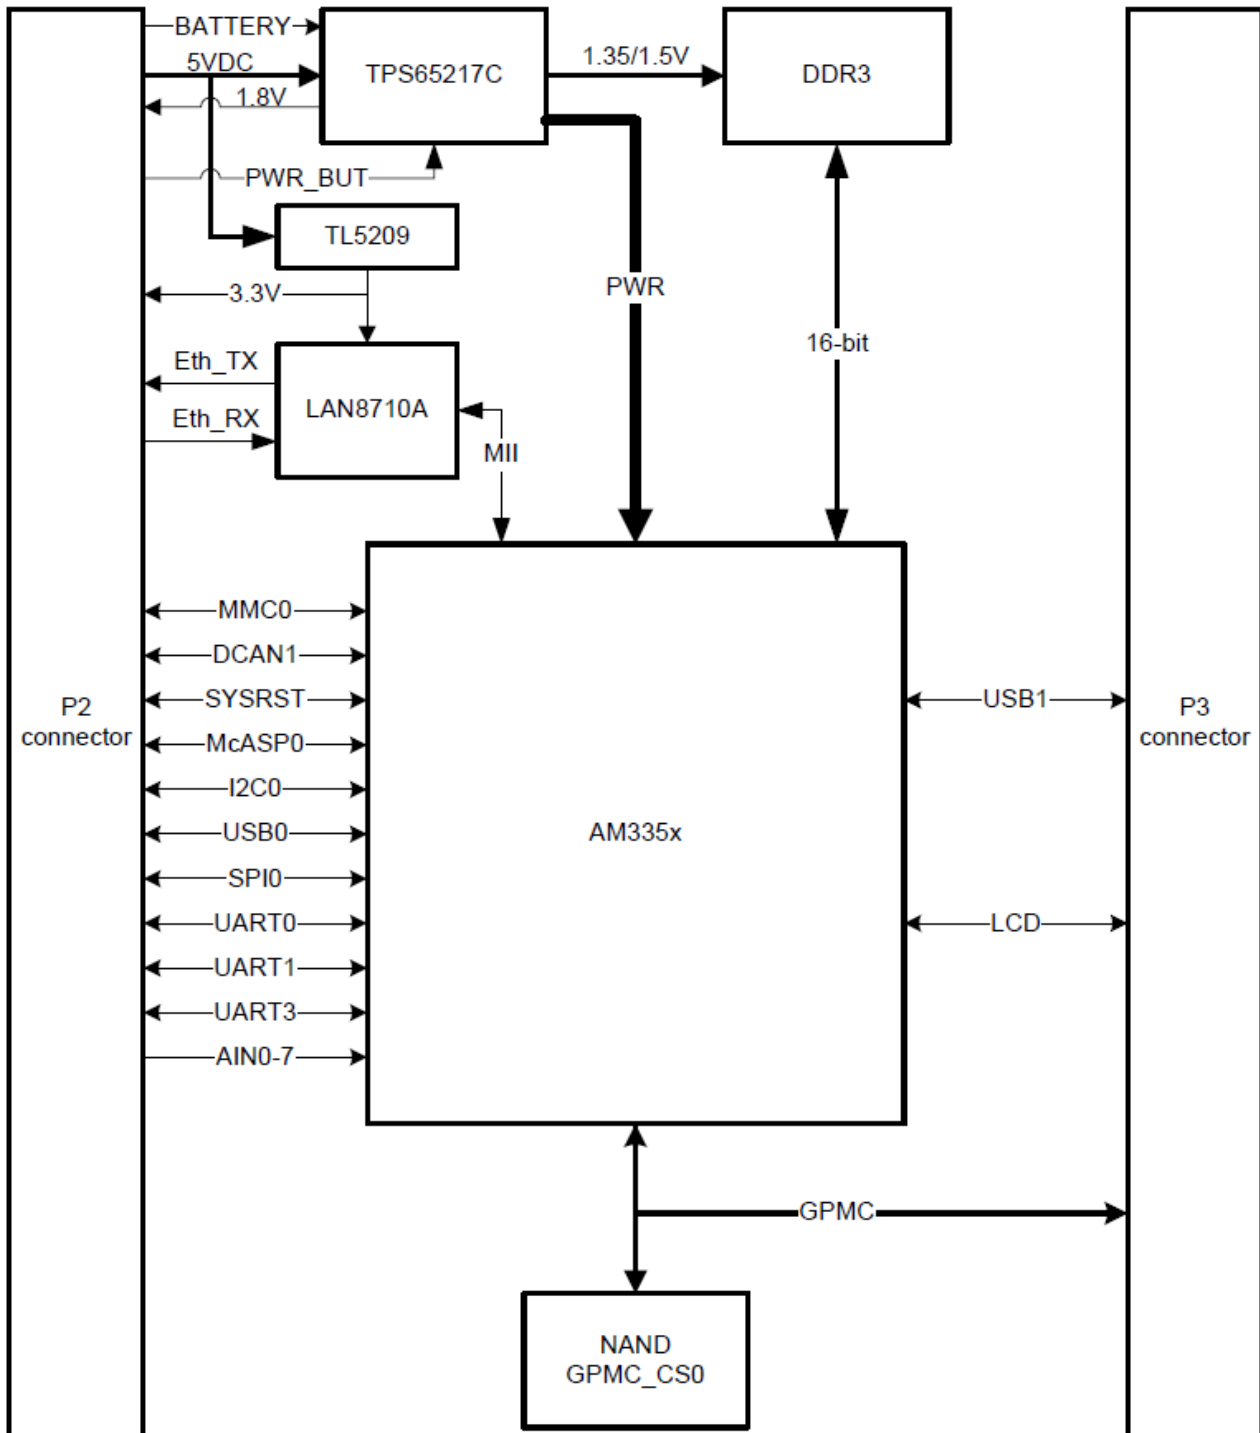 BATTERY
5VDC
TPS65217C
1.35/1.5V
DDR3
1.8V
PWR_BUT
TL5209
3.3V
PWR
Eth_TX
16-bit
LAN8710A
Eth_RX
MII
MMC0
DCAN1
P2
connector
SYSRST
USB1
P3
connector
McASP0
I2C0
USB0
AM335x
SPI0
UART0
LCD
UART1
UART3
AIN0-7
GPMC
NAND
GPMC_CS0